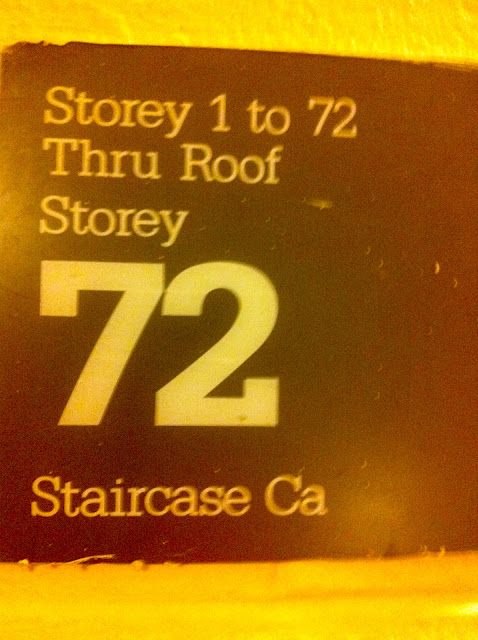 Storey 1 to 72
Thru Roof
Storey
72
Staircase Ca